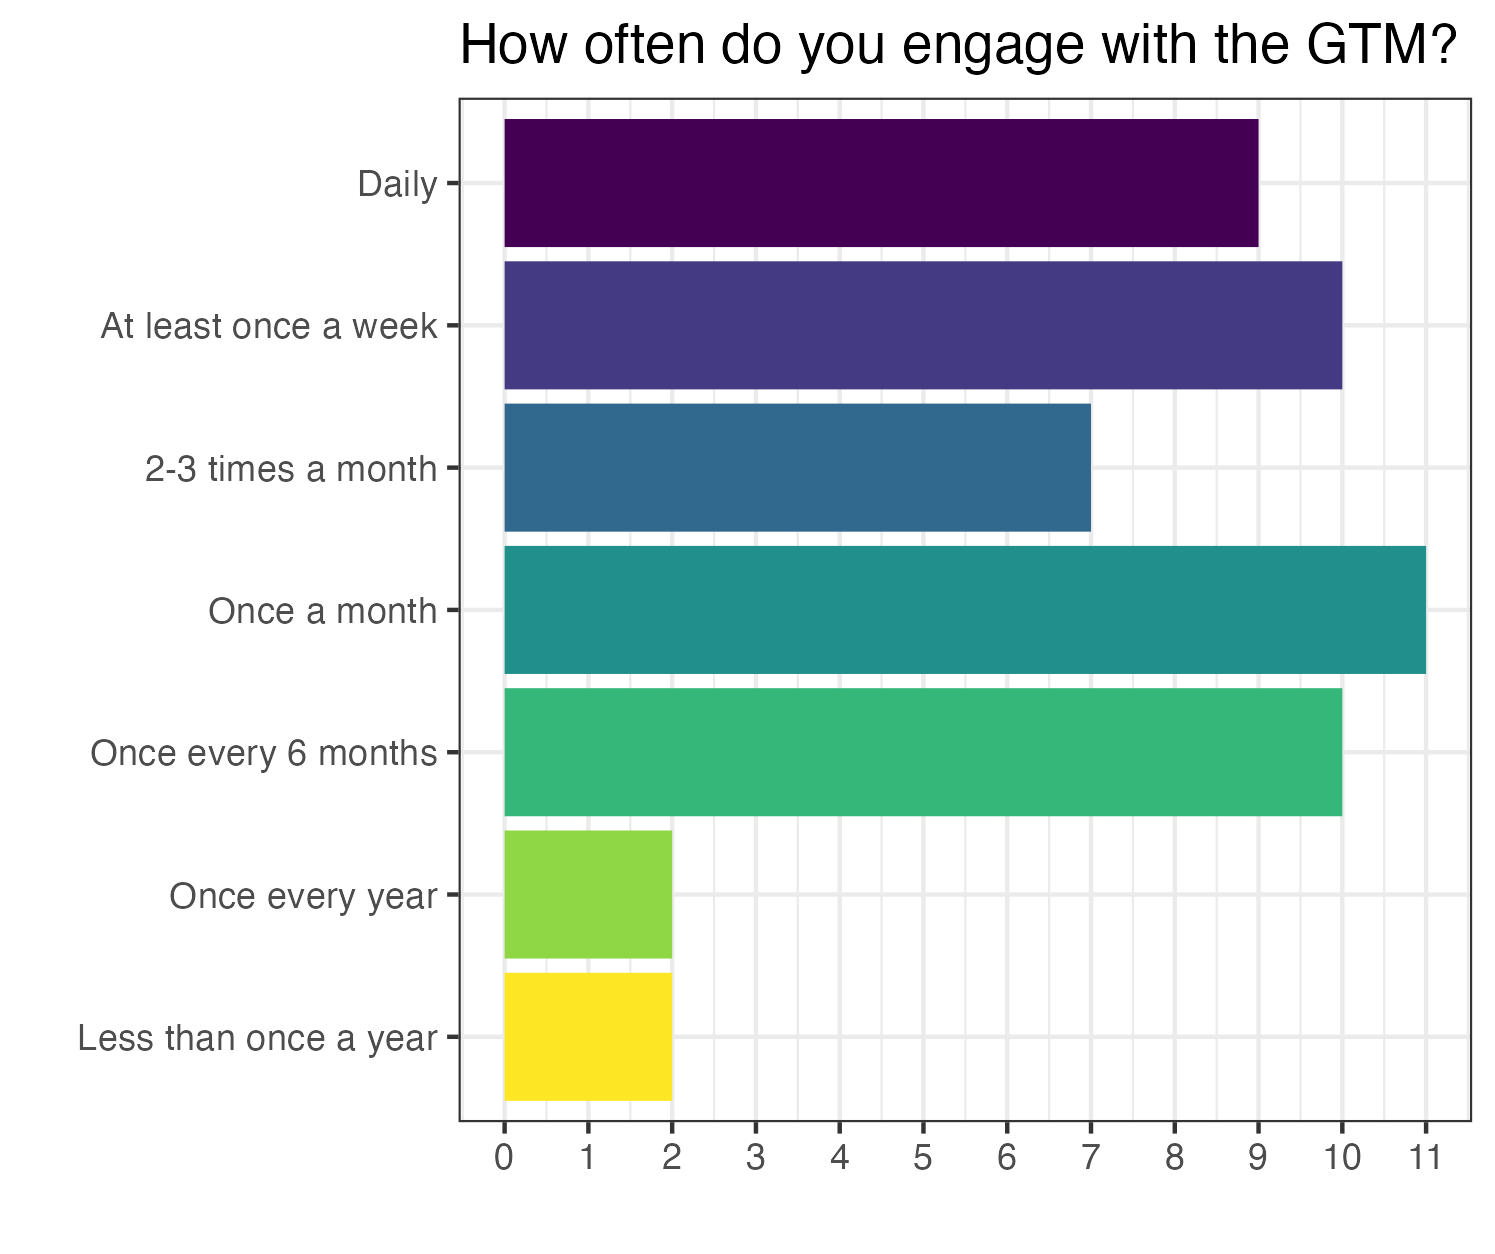 How often do you engage with the GTM?
Daily
At least once a week
2-3 times a month
Once a month
Once every 6 months
Once every year
Less than once a year
0 1 2 3 4 5 6 7 8 9 10 11